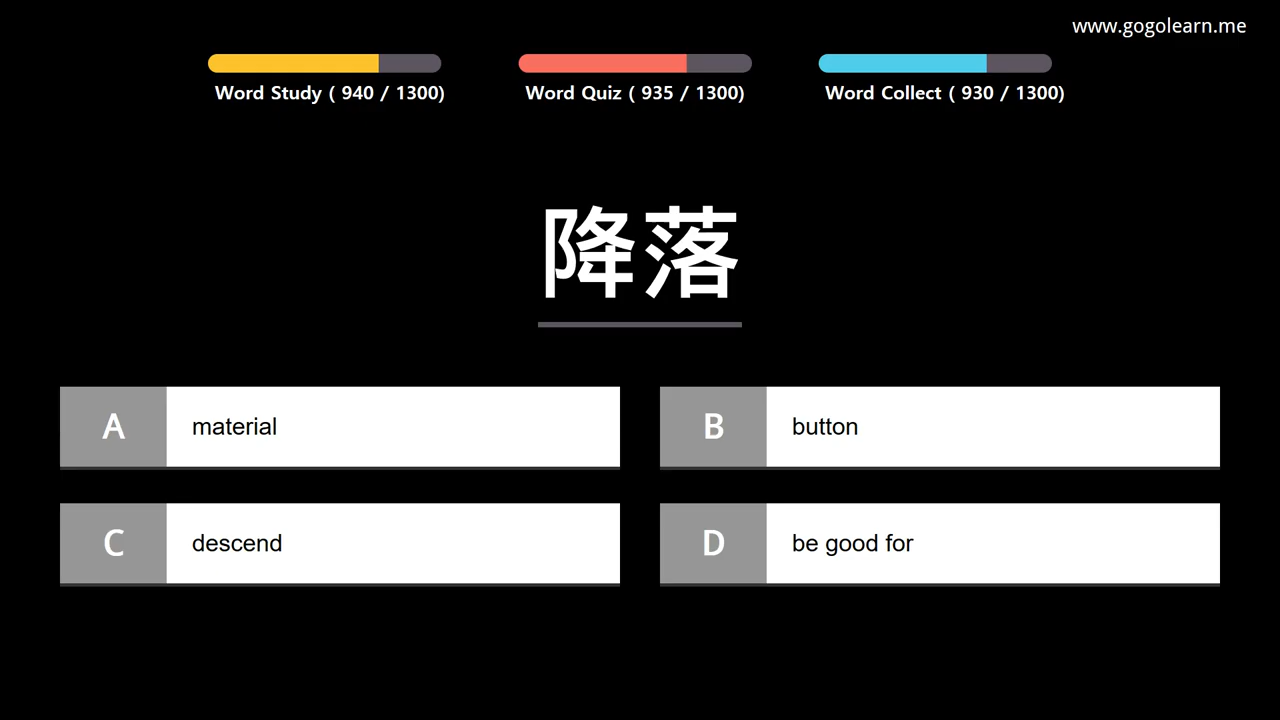 www.gogolearn.me
Word Study ( 940 / 1300)
Word Quiz ( 935 / 1300)
Word Collect ( 930 / 1300)
降落
A
material
B
button
C
descend
D
be good for